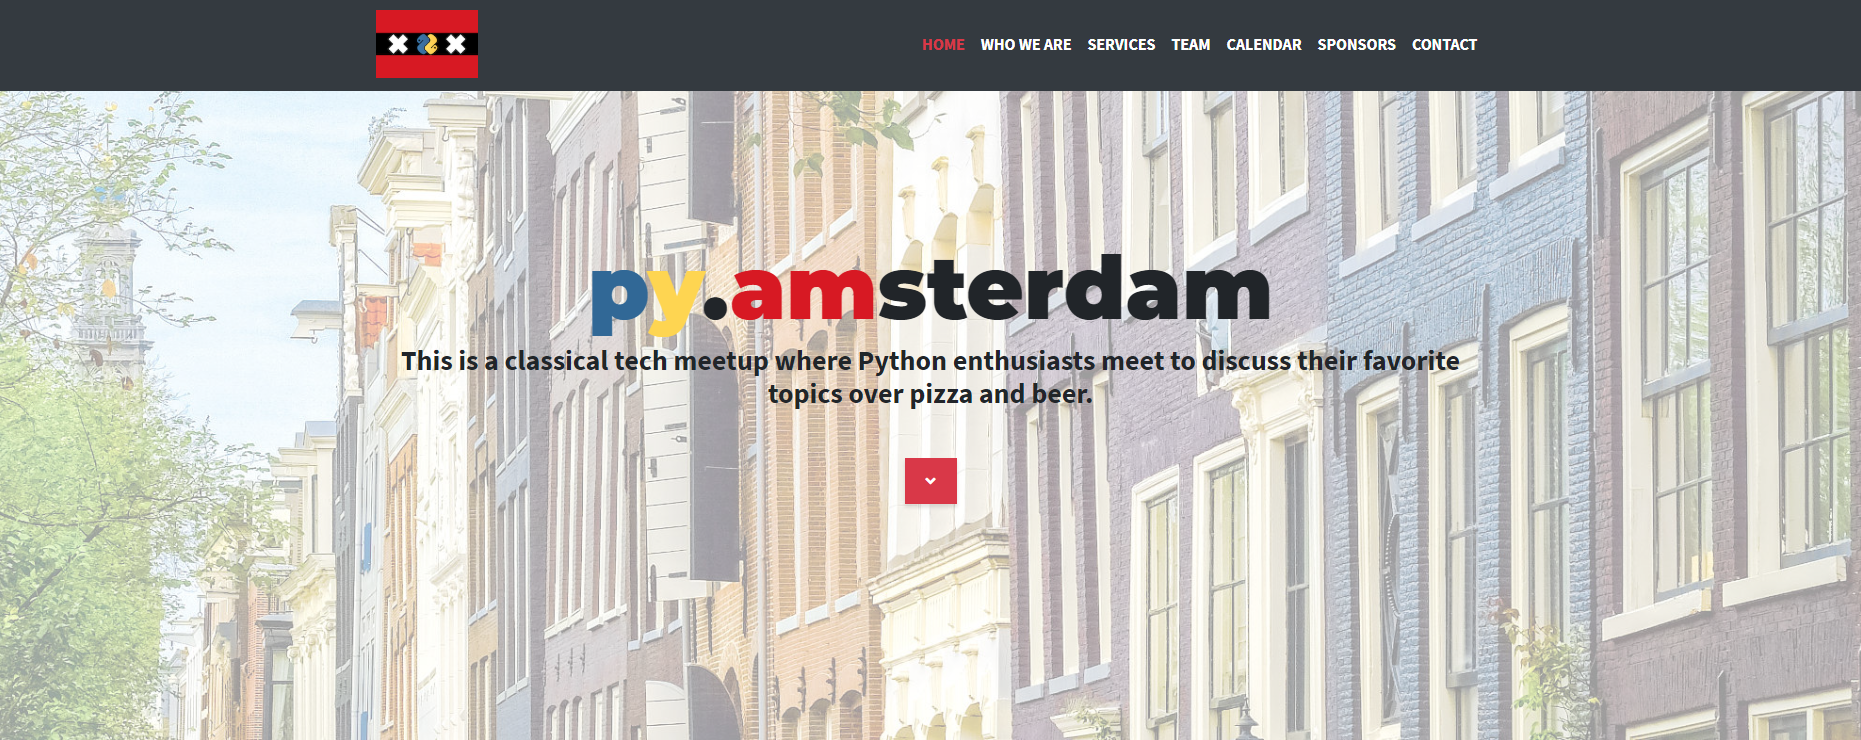 HOME WHO WE ARE SERVICES TEAM CALENDAR SPONSORS CONTACT
py.amsterdam
This is a classical tech meetup where Python enthusiasts meet to discuss their favorite
topics over pizza and beer.